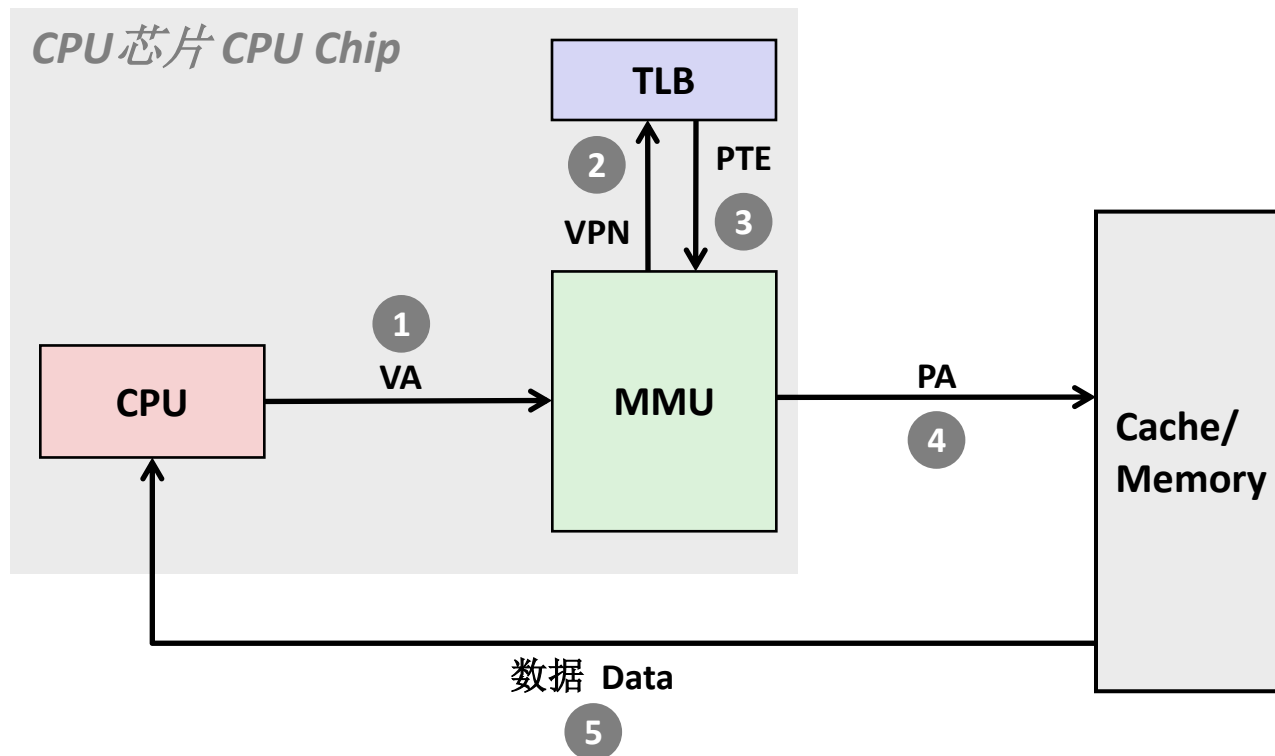 CPU芯片 CPU Chip
TLB
2
PTE
VPN
3
1
VA
CPU
MMU
PA
4
Cache/
Memory
数据 Data
5